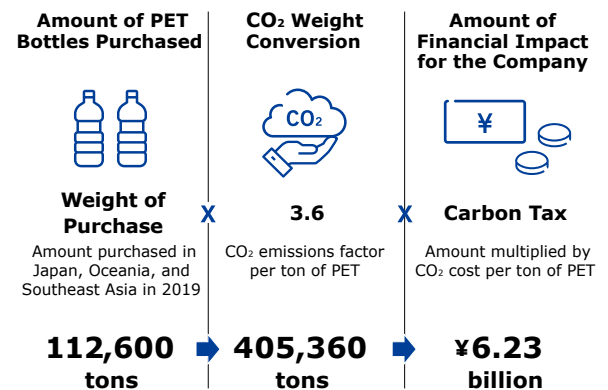 Amount of PET
Bottles Purchased
CO₂ Weight
Conversion
Amount of
Financial Impact
for the Company
CO₂
¥
Weight of
Purchase
X
3.6
X
Carbon Tax
Amount purchased in
Japan, Oceania, and
Southeast Asia in 2019
CO₂ emissions factor
per ton of PET
Amount multiplied by
CO₂ cost per ton of PET
112,600
tons
405,360
tons
¥6.23
billion